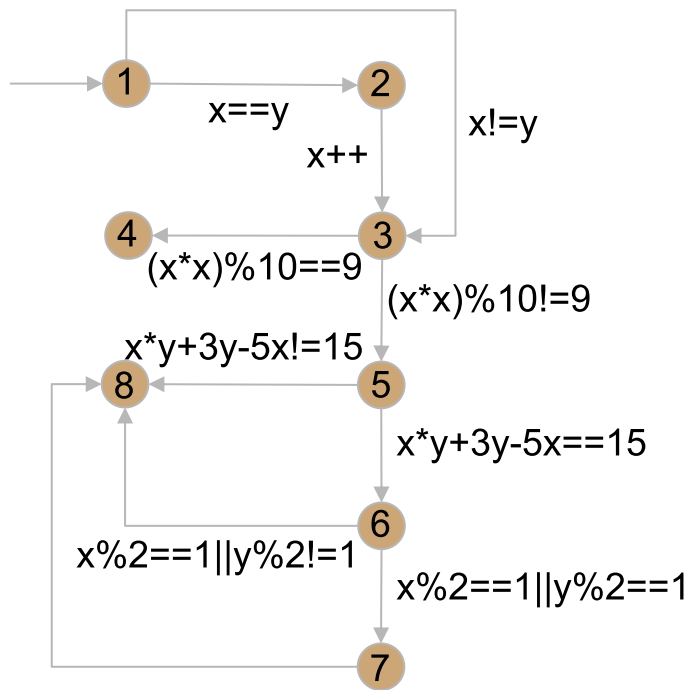 1
2
x==y
x!=y
x++
4
3
(x*x)%10==9
(x*x)%10!=9
x*y+3y-5x!=15
8
5
x*y+3y-5x==15
6
x%2==1||y%2!=1
x%2==1||y%2==1
7